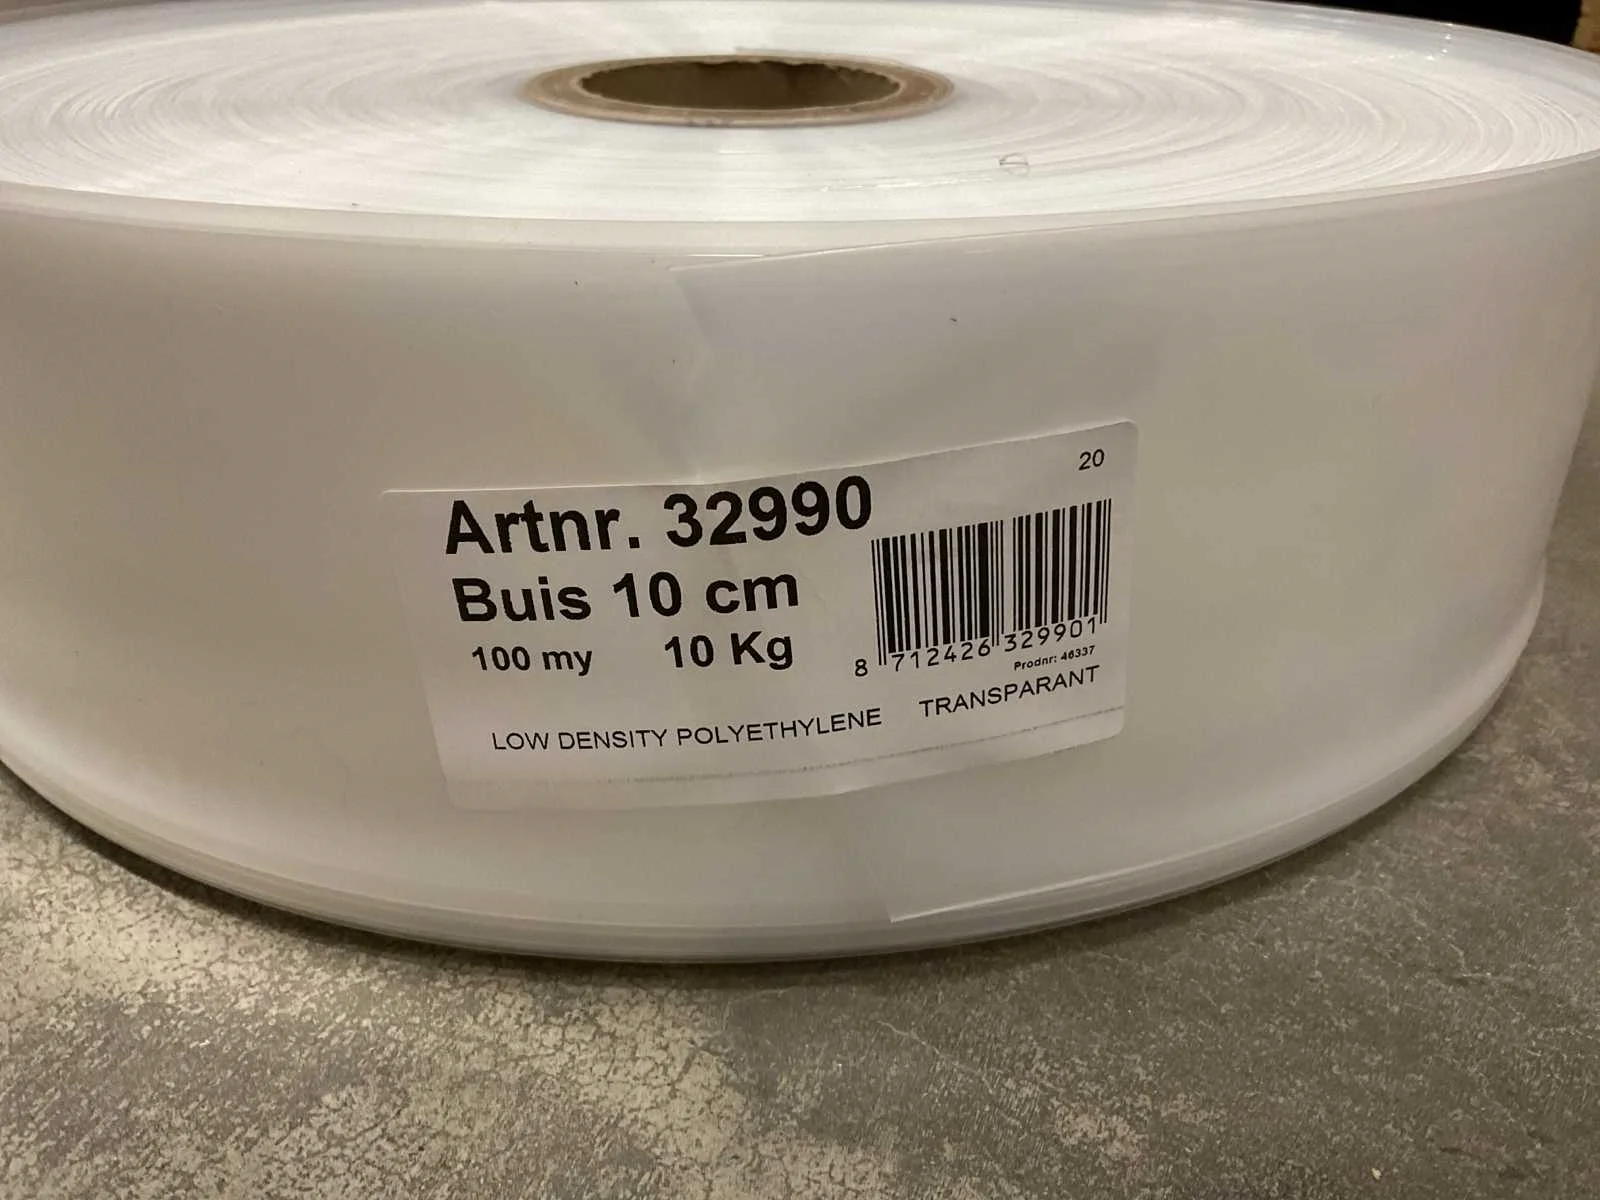 20
Artnr. 32990
Buis 10 cm
100 my 10 Kg
8 712426 329901
Prodnr: 46337
LOW DENSITY POLYETHYLENE TRANSPARANT